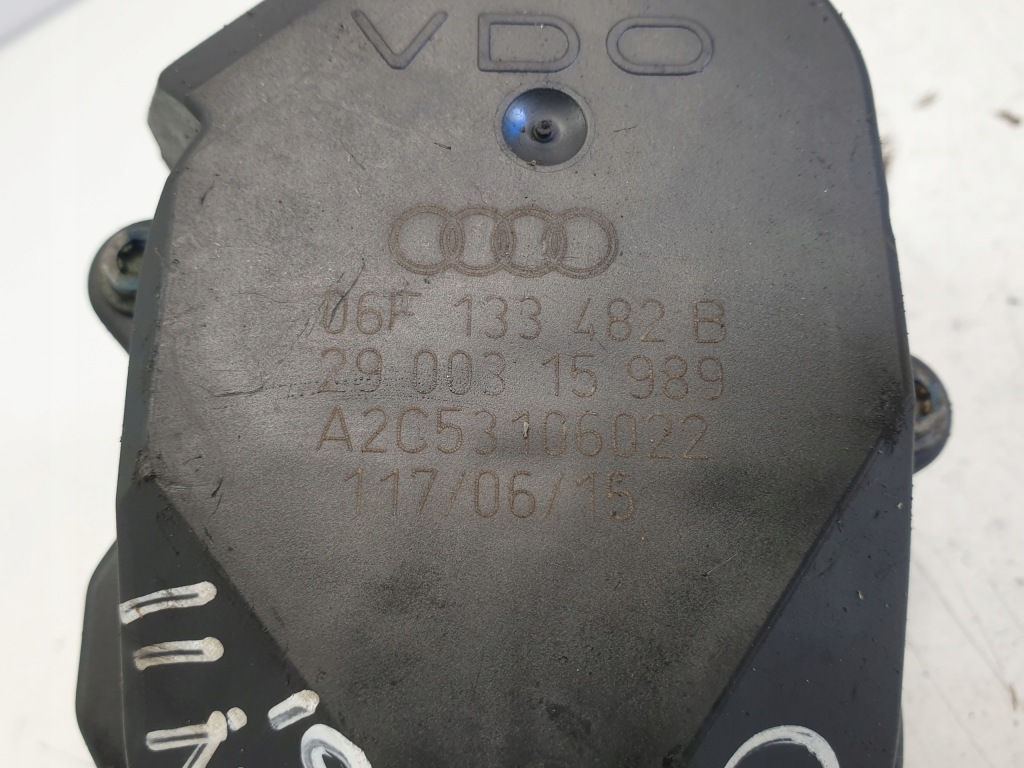 VDO
06F 133 482 B
29 003 15 989
A2C53106022
117/06/15